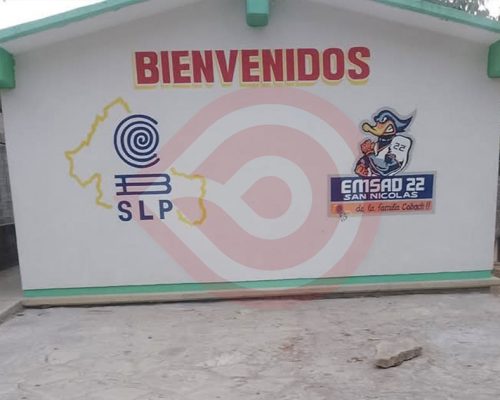 BIENVENIDOS
SLP
22
EMSAD 22
SAN NICOLAS
de la familia Cobach !!